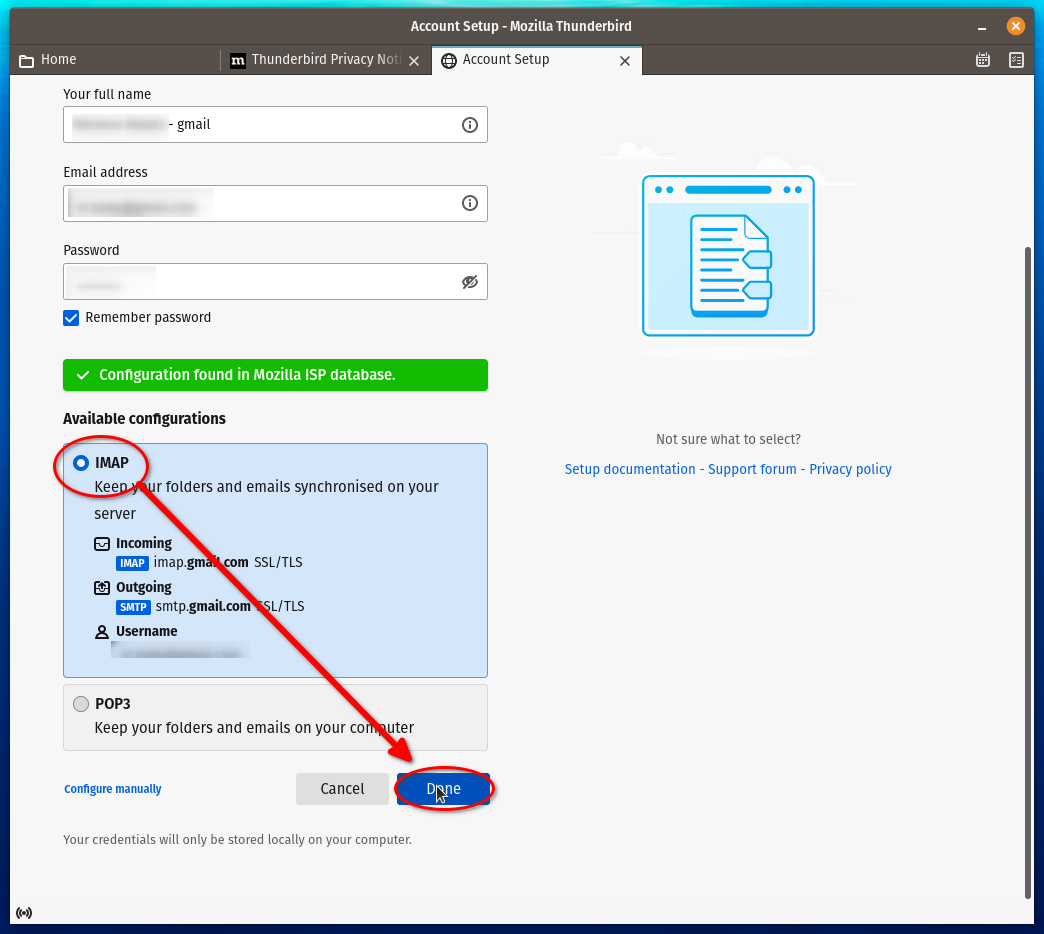 Account Setup - Mozilla Thunderbird
Home
m Thunderbird Privacy Noti
Account Setup
Your full name
- gmail
Email address
Password
Remember password
Configuration found in Mozilla ISP database.
Available configurations
IMAP
Keep your folders and emails synchronised on your
server
Incoming
IMAP imap.gmail.com SSL/TLS
Outgoing
SMTP smtp.gmail.com SSL/TLS
Username
POP3
Keep your folders and emails on your computer
Configure manually
Cancel
Done
Your credentials will only be stored locally on your computer.
Not sure what to select?
Setup documentation - Support forum - Privacy policy